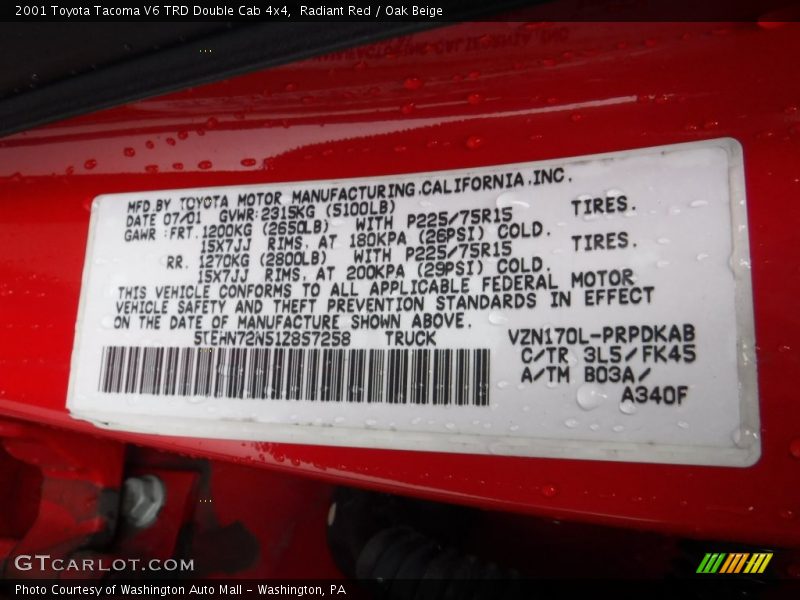 2001 Toyota Tacoma V6 TRD Double Cab 4x4, Radiant Red / Oak Beige
MFD.BY TOYOTA MOTOR MANUFACTURING.CALIFORNIA.INC.
DATE 07/01 GVWR:2315KG (5100LB)
GAWR :FRT.1200KG (2650LB) WITH P225/75R15 TIRES.
15X7JJ RIMS. AT 180KPA (26PSI) COLD.
RR. 1270KG (2800LB) WITH P225/75R15 TIRES.
15X7JJ RIMS. AT 200KPA (29PSI) COLD.
THIS VEHICLE CONFORMS TO ALL APPLICABLE FEDERAL MOTOR
VEHICLE SAFETY AND THEFT PREVENTION STANDARDS IN EFFECT
ON THE DATE OF MANUFACTURE SHOWN ABOVE.
5TEHN72N512857258 TRUCK VZN170L-PRPDKAB
C/TR 3L5/FK45
A/TM B03A/
A340F
GTCARLOT.COM
Photo Courtesy of Washington Auto Mall - Washington, PA